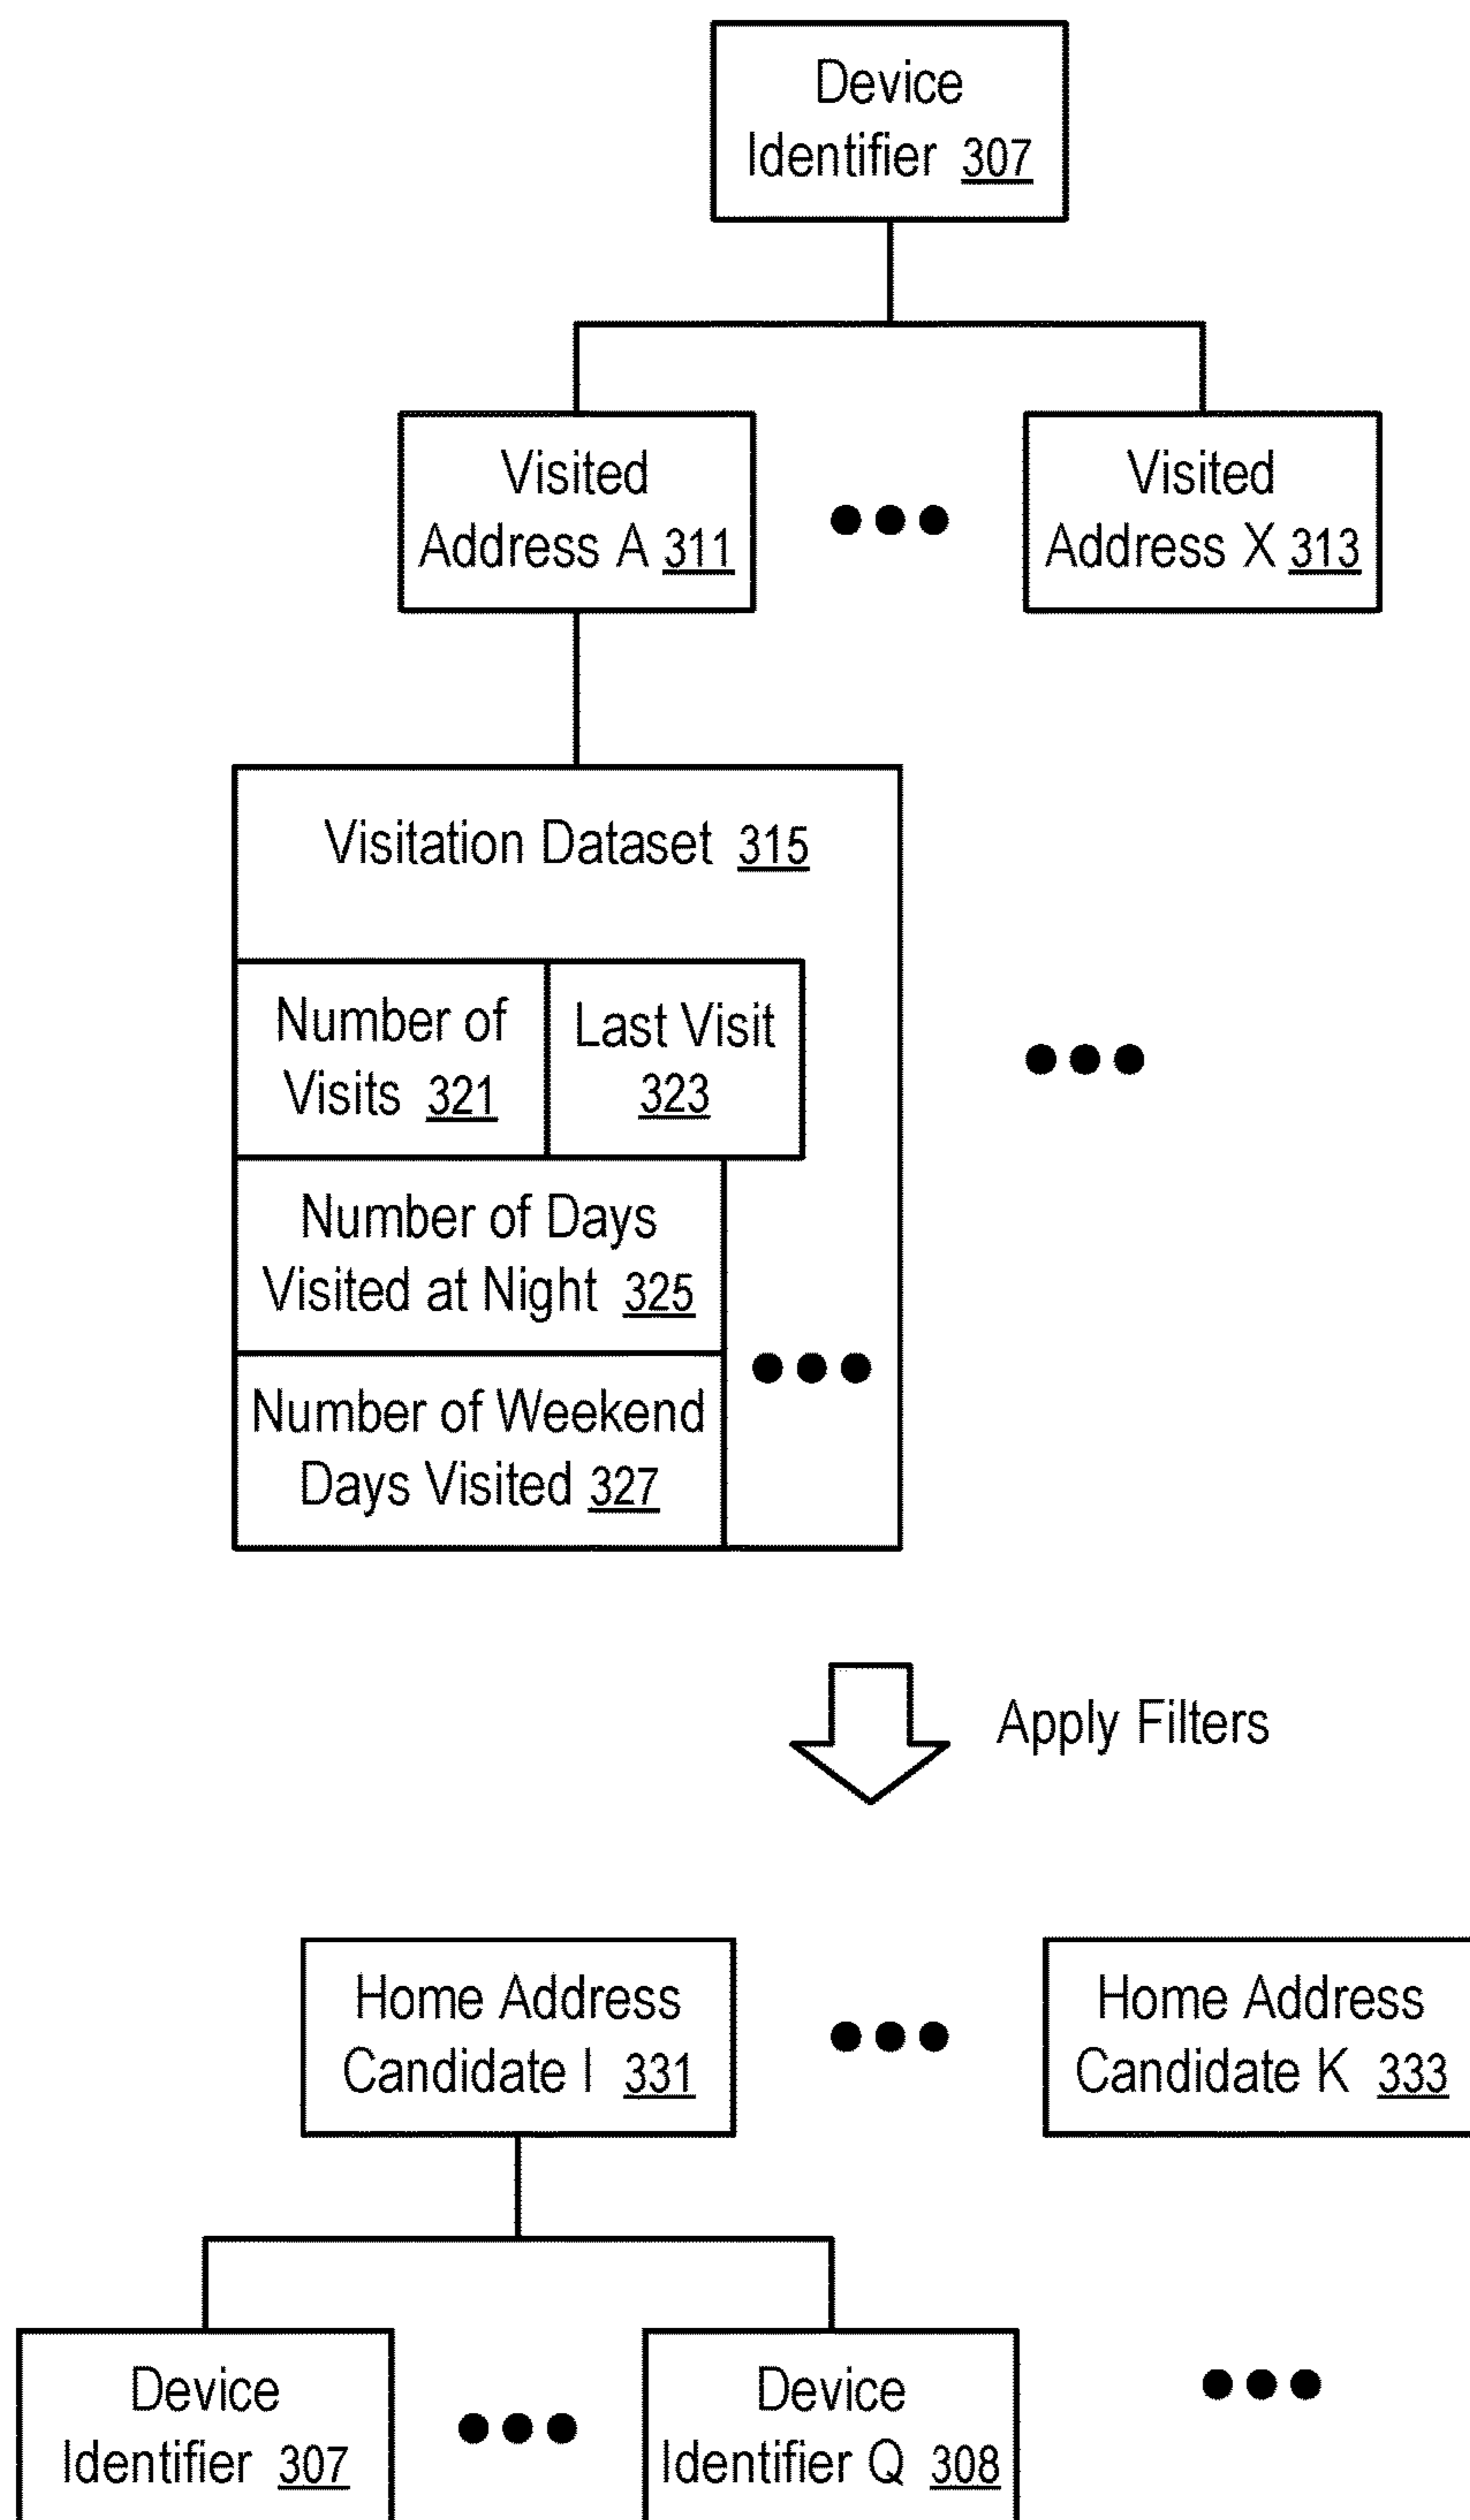 Device
Identifier 307
Visited
Address A 311
Visited
Address X 313
Visitation Dataset 315
Number of
Visits 321
Last Visit
323
Number of Days
Visited at Night 325
Number of Weekend
Days Visited 327
Apply Filters
Home Address
Candidate I 331
Home Address
Candidate K 333
Device
Identifier 307
Device
Identifier Q 308